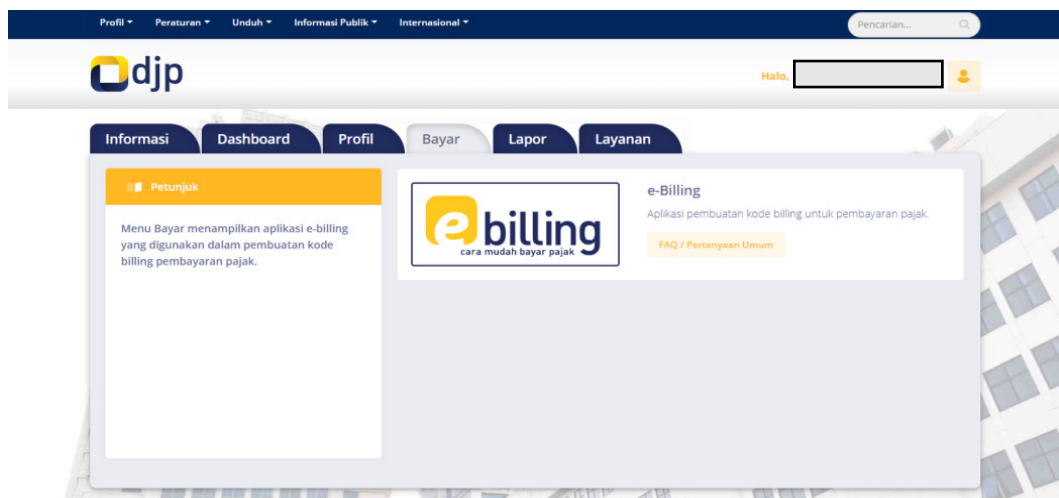 Profil Peraturan Unduh Informasi Publik Internasional Pencarian...
djp
Halo,
Informasi Dashboard Profil Bayar Lapor Layanan
Petunjuk
Menu Bayar menampilkan aplikasi e-billing
yang digunakan dalam pembuatan kode
billing pembayaran pajak.
e billing
cara mudah bayar pajak
e-Billing
Aplikasi pembuatan kode billing untuk pembayaran pajak.
FAQ / Pertanyaan Umum